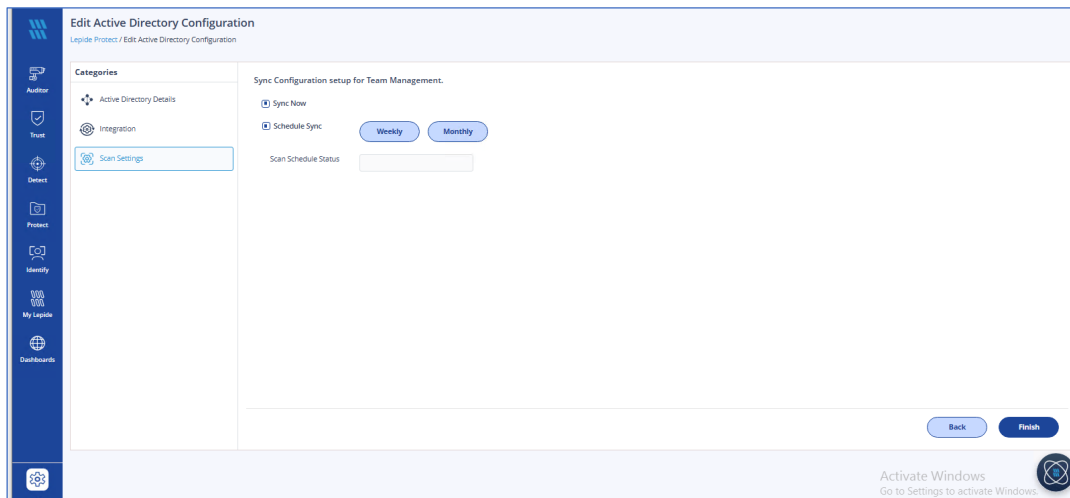 Edit Active Directory Configuration
Lepide Protect / Edit Active Directory Configuration
Auditor
Trust
Detect
Protect
Identify
My Lepide
Dashboards
Categories
Active Directory Details
Integration
Scan Settings
Sync Configuration setup for Team Management.
Sync Now
Schedule Sync
Weekly
Monthly
Scan Schedule Status
Back
Finish
Activate Windows
Go to Settings to activate Windows.